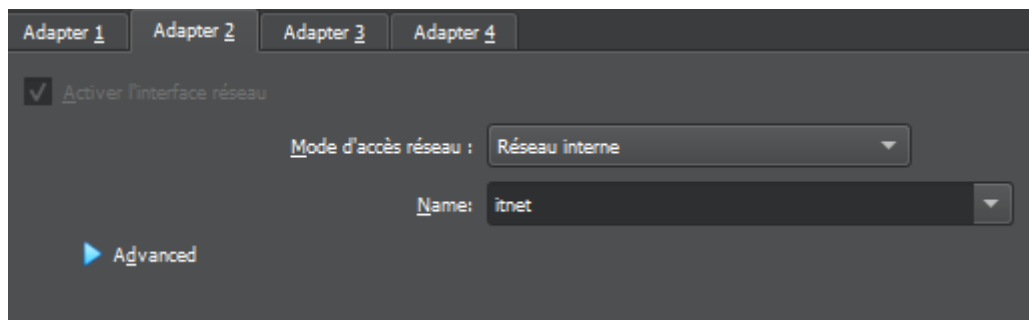 Adapter 1 Adapter 2 Adapter 3 Adapter 4
Activer l'interface réseau
Mode d'accès réseau : Réseau interne
Name: itnet
Advanced